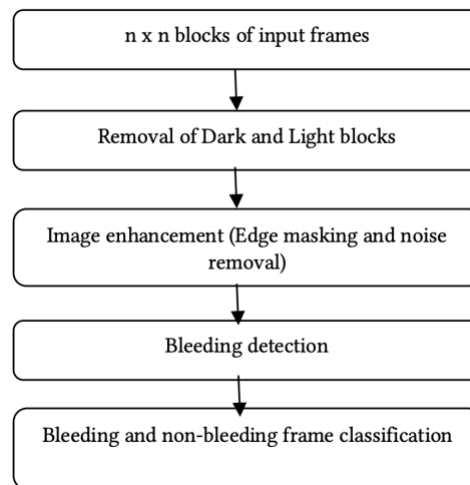 n x n blocks of input frames
Removal of Dark and Light blocks
Image enhancement (Edge masking and noise
removal)
Bleeding detection
Bleeding and non-bleeding frame classification